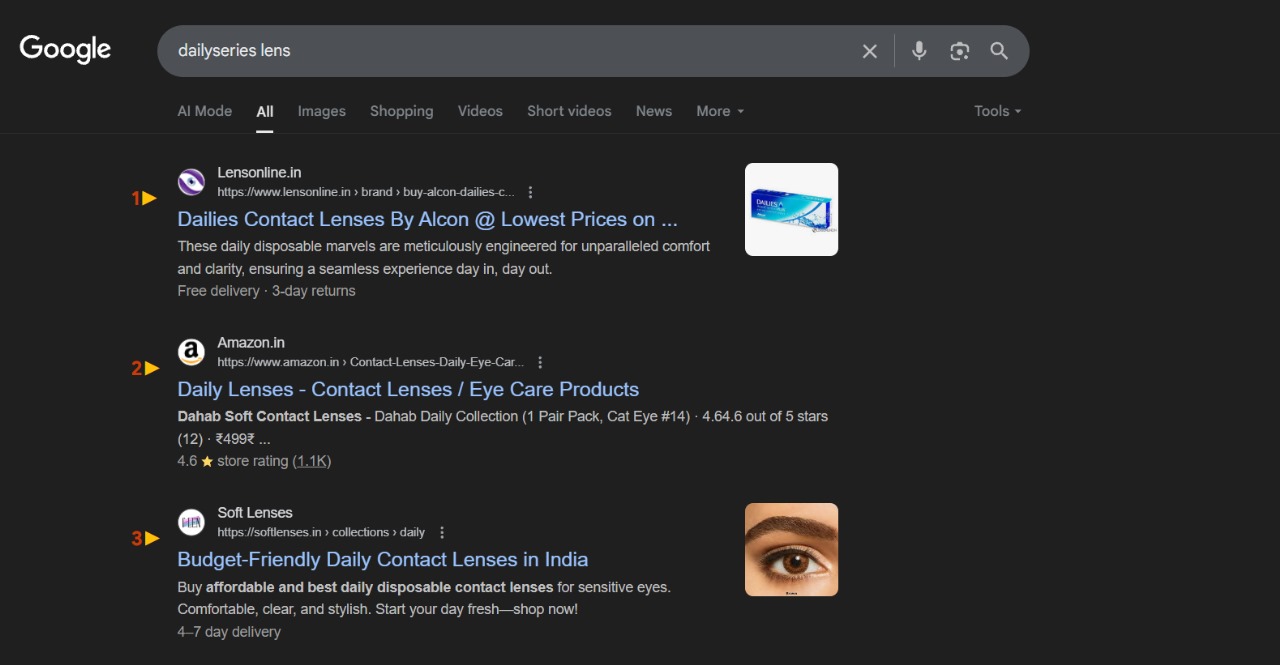 Google
dailyseries lens
AI Mode All Images Shopping Videos Short videos News More Tools
1
Lensonline.in
https://www.lensonline.in › brand › buy-alcon-dailies-c...
Dailies Contact Lenses By Alcon @ Lowest Prices on ...
These daily disposable marvels are meticulously engineered for unparalleled comfort
and clarity, ensuring a seamless experience day in, day out.
Free delivery · 3-day returns
DAILIES
2
a
Amazon.in
https://www.amazon.in › Contact-Lenses-Daily-Eye-Car...
Daily Lenses - Contact Lenses / Eye Care Products
Dahab Soft Contact Lenses - Dahab Daily Collection (1 Pair Pack, Cat Eye #14) · 4.64.6 out of 5 stars
(12) · ₹499₹ ...
4.6 ★ store rating (1.1K)
3
Soft Lenses
https://softlenses.in › collections › daily
Budget-Friendly Daily Contact Lenses in India
Buy affordable and best daily disposable contact lenses for sensitive eyes.
Comfortable, clear, and stylish. Start your day fresh—shop now!
4–7 day delivery